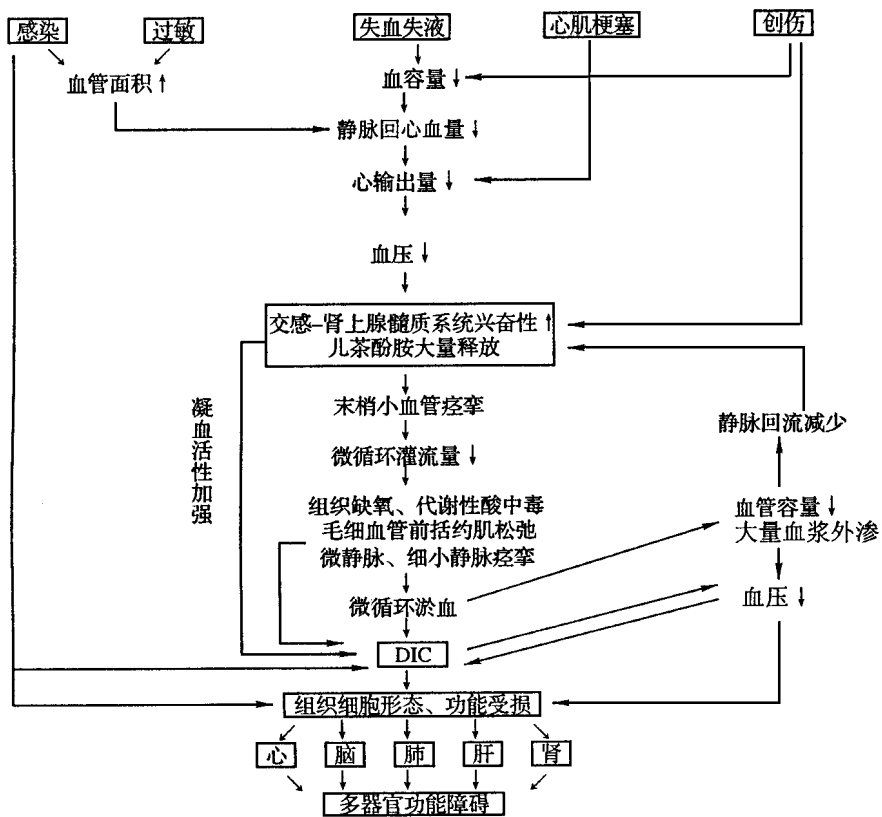 感染
过敏
失血失液
心肌梗塞
创伤
血管面积↑
血容量↓
静脉回心血量↓
心输出量↓
血压↓
交感-肾上腺髓质系统兴奋性↑
儿茶酚胺大量释放
凝血活性加强
末梢小血管痉挛
微循环灌流量↓
组织缺氧、代谢性酸中毒
毛细血管前括约肌松弛
微静脉、细小静脉痉挛
微循环淤血
静脉回流减少
血管容量↓
大量血浆外渗
血压↓
DIC
组织细胞形态、功能受损
心
脑
肺
肝
肾
多器官功能障碍